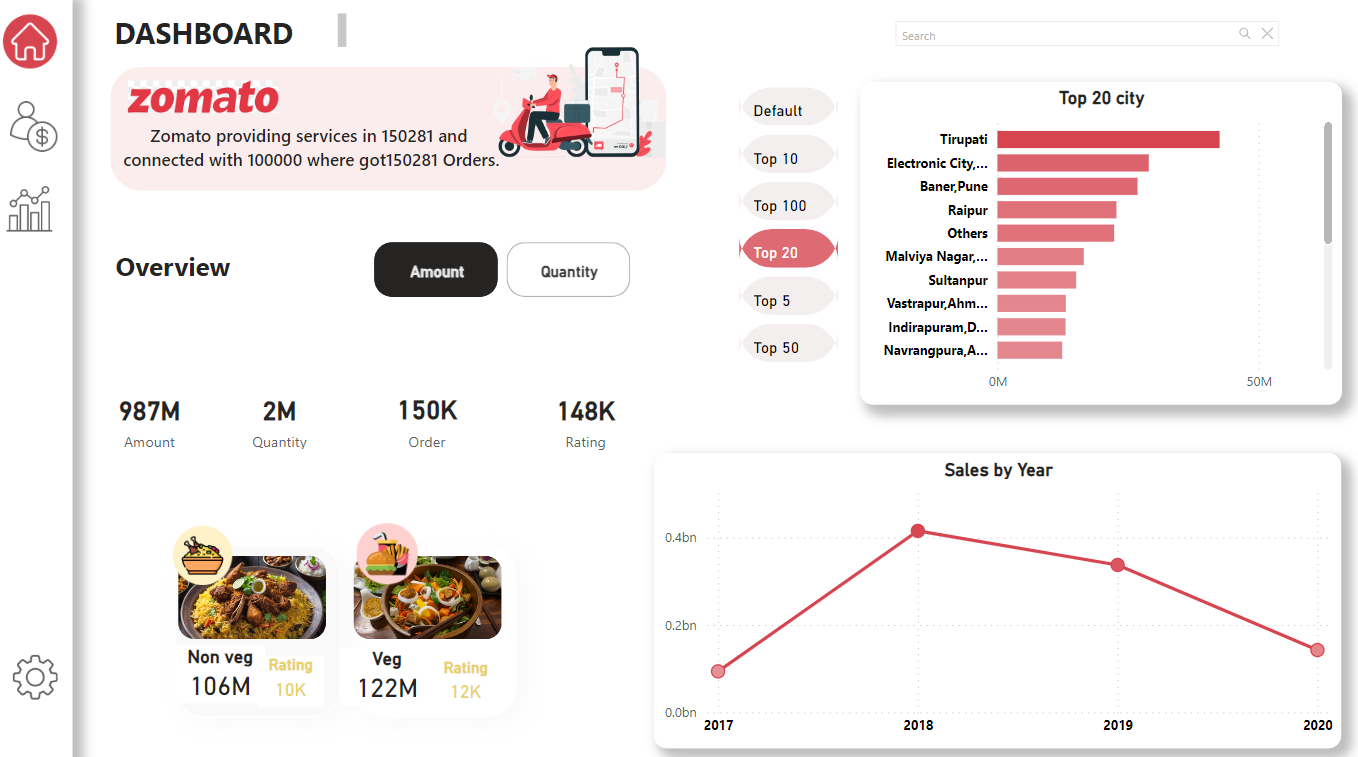 DASHBOARD
Search
zomato
Zomato providing services in 150281 and
connected with 100000 where got150281 Orders.
Overview
Amount
Quantity
987M
Amount
2M
Quantity
150K
Order
148K
Rating
Non veg
106M
Rating
10K
Veg
122M
Rating
12K
Default
Top 10
Top 100
Top 20
Top 5
Top 50
Top 20 city
Tirupati
Electronic City,...
Baner,Pune
Raipur
Others
Malviya Nagar,...
Sultanpur
Vastrapur,Ahm...
Indirapuram,D...
Navrangpura,A...
0M
50M
Sales by Year
0.4bn
0.2bn
0.0bn
2017
2018
2019
2020